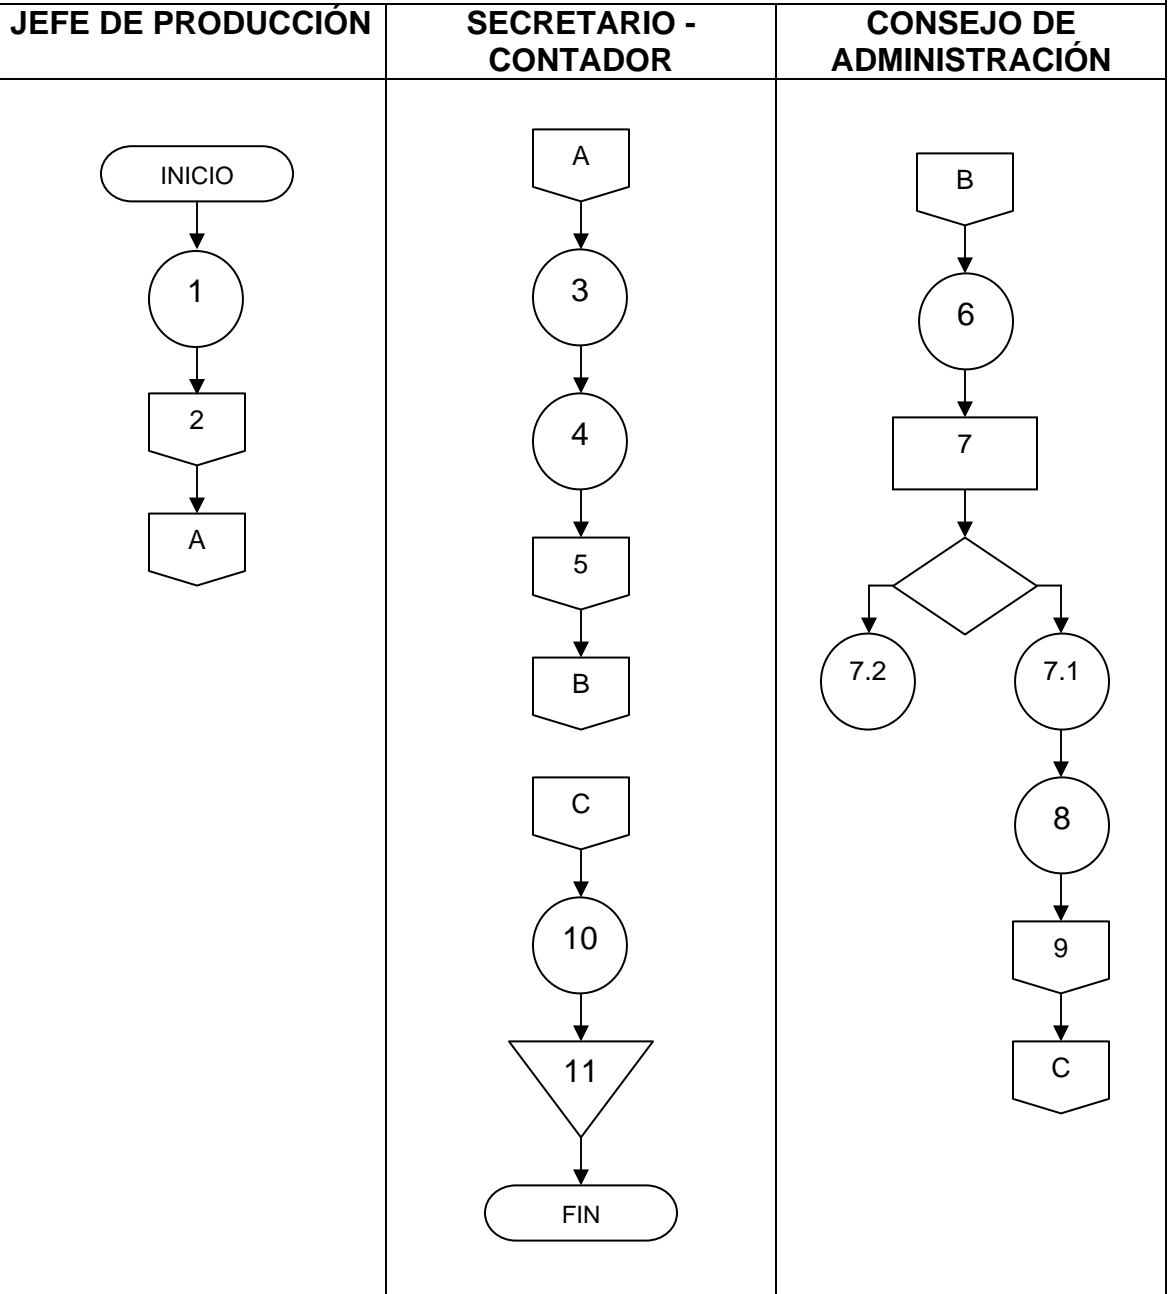 JEFE DE PRODUCCIÓN
SECRETARIO -
CONTADOR
CONSEJO DE
ADMINISTRACIÓN
INICIO
1
2
A
A
3
4
5
B
C
10
11
FIN
B
6
7
7.2
7.1
8
9
C